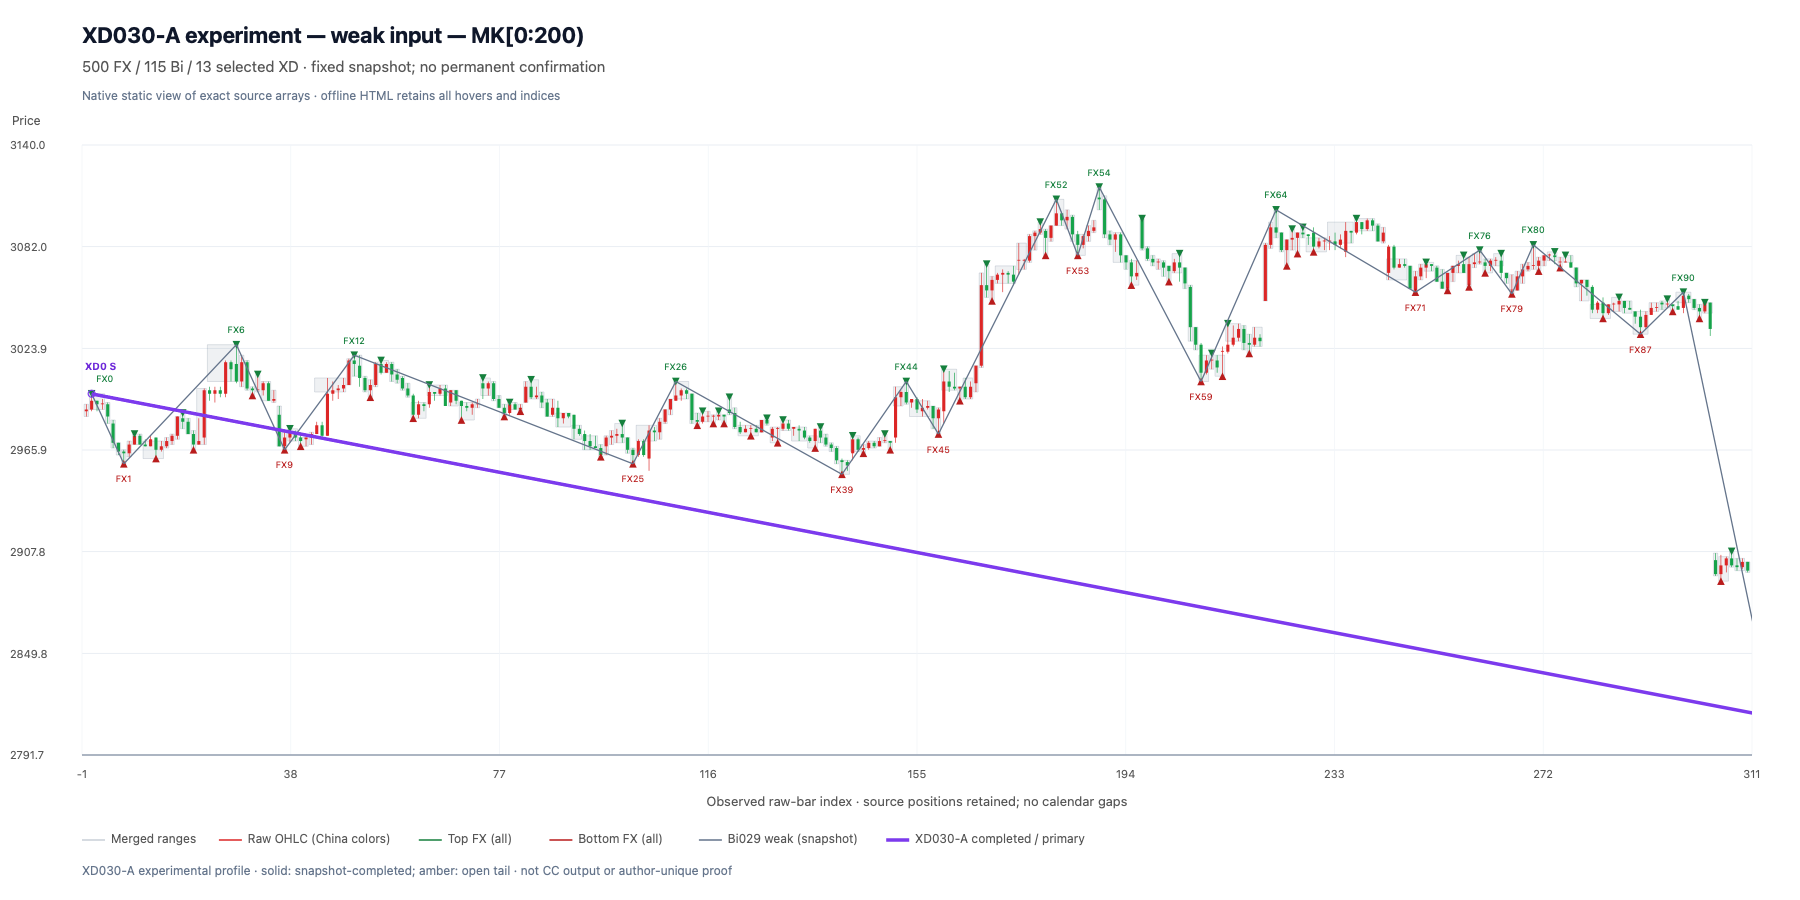 XD030-A experiment — weak input — MK[0:200)
500 FX / 115 Bi / 13 selected XD · fixed snapshot; no permanent confirmation
Native static view of exact source arrays · offline HTML retains all hovers and indices
Price
3140.0
FX52 FX54
FX64
3082.0
FX76 FX80
FX53
FX90
FX71 FX79
FX6
FX12
3023.9
FX87
XD0 S
FX0
FX26
FX44
FX59
2965.9
FX1
FX9
FX25
FX39
FX45
2907.8
2849.8
2791.7
-1 38 77 116 155 194 233 272 311
Observed raw-bar index · source positions retained; no calendar gaps
Merged ranges Raw OHLC (China colors) Top FX (all) Bottom FX (all) Bi029 weak (snapshot) XD030-A completed / primary
XD030-A experimental profile · solid: snapshot-completed; amber: open tail · not CC output or author-unique proof